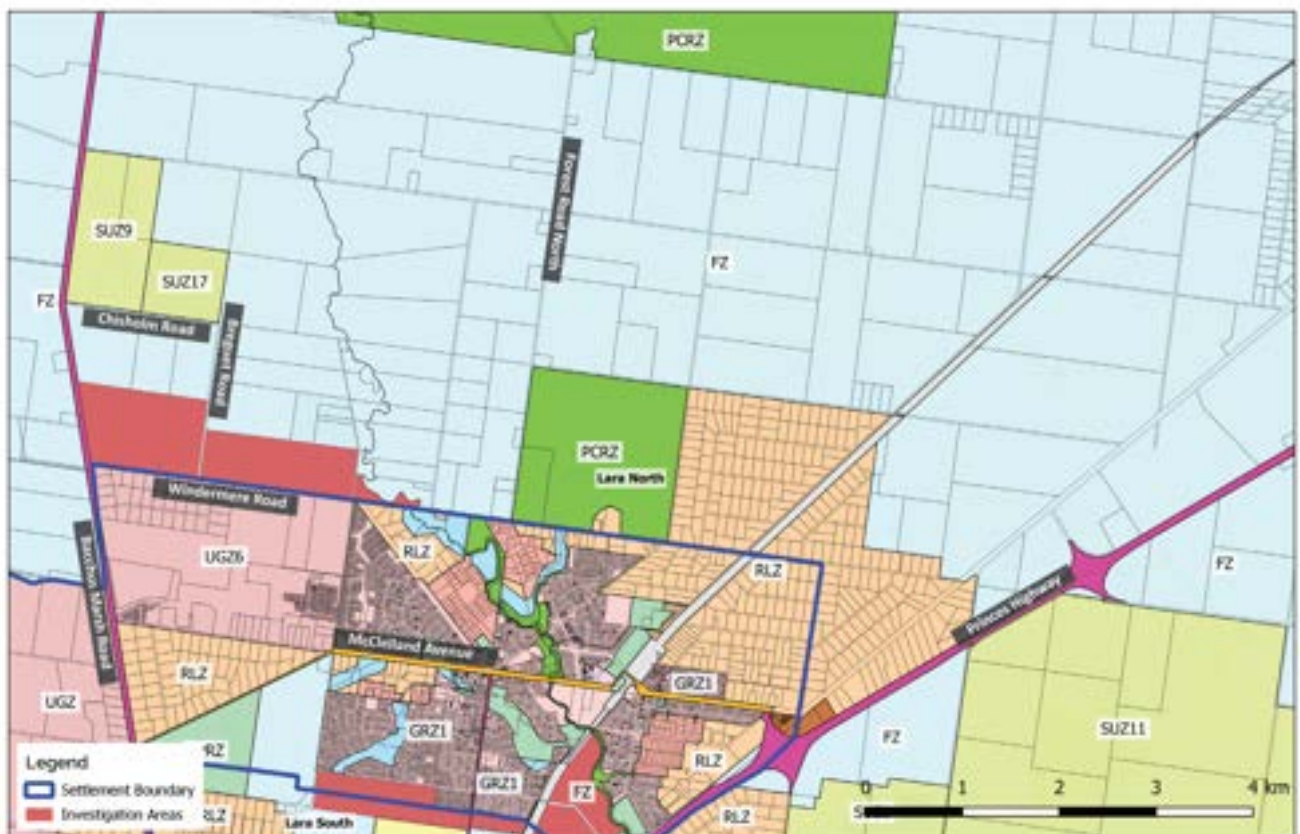 PCRZ
Forest Road North
SUZ9
FZ
SUZ17
FZ
Chisholm Road
Breguet Road
PCRZ
Lara North
Windermere Road
UGZ6
RLZ
RLZ
FZ
Bacchus Marsh Road
McClelland Avenue
Princes Highway
RLZ
GRZ1
UGZ
GRZ1
RLZ
FZ
SUZ11
GRZ1
FZ
RLZ
RLZ
Lara South
Legend
Settlement Boundary
Investigation Areas
0 1 2 3 4 km